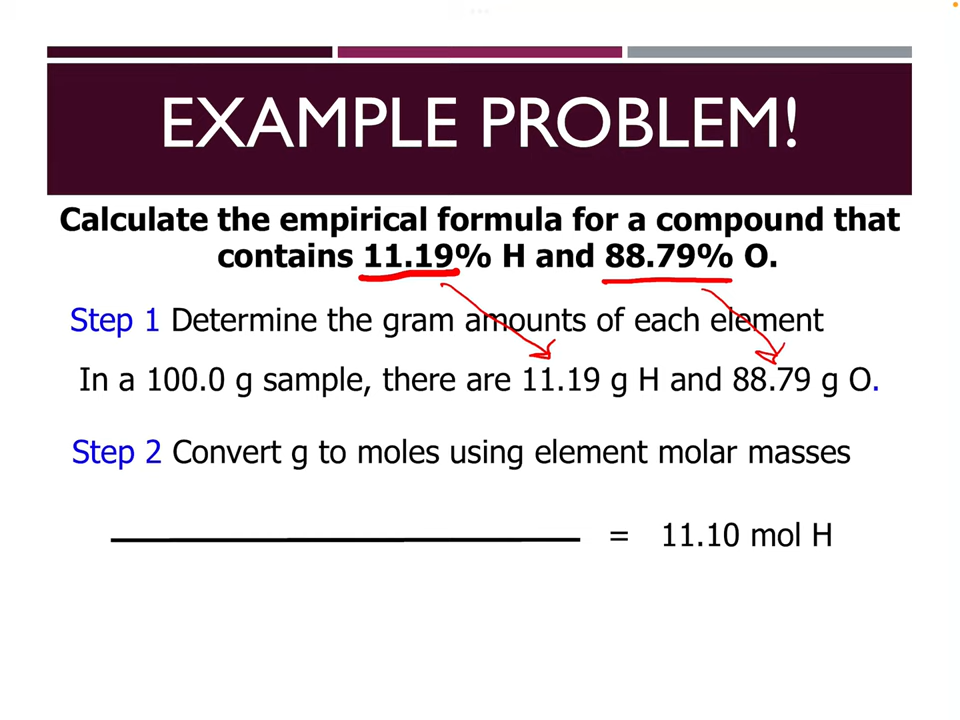 EXAMPLE PROBLEM!
Calculate the empirical formula for a compound that
contains 11.19% H and 88.79% O.
Step 1 Determine the gram amounts of each element
In a 100.0 g sample, there are 11.19 g H and 88.79 g O.
Step 2 Convert g to moles using element molar masses
= 11.10 mol H